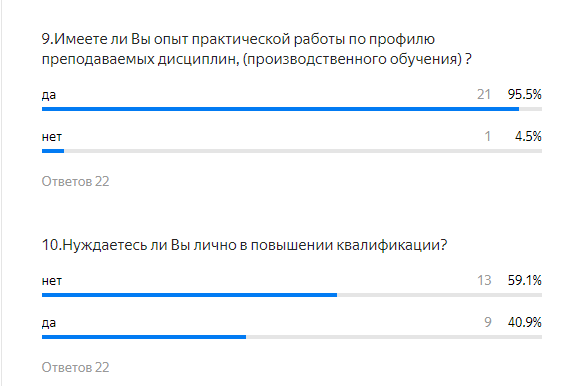 9.Имеете ли Вы опыт практической работы по профилю
преподаваемых дисциплин, (производственного обучения) ?
да 21 95.5%
нет 1 4.5%
Ответов 22
10.Нуждаетесь ли Вы лично в повышении квалификации?
нет 13 59.1%
да 9 40.9%
Ответов 22